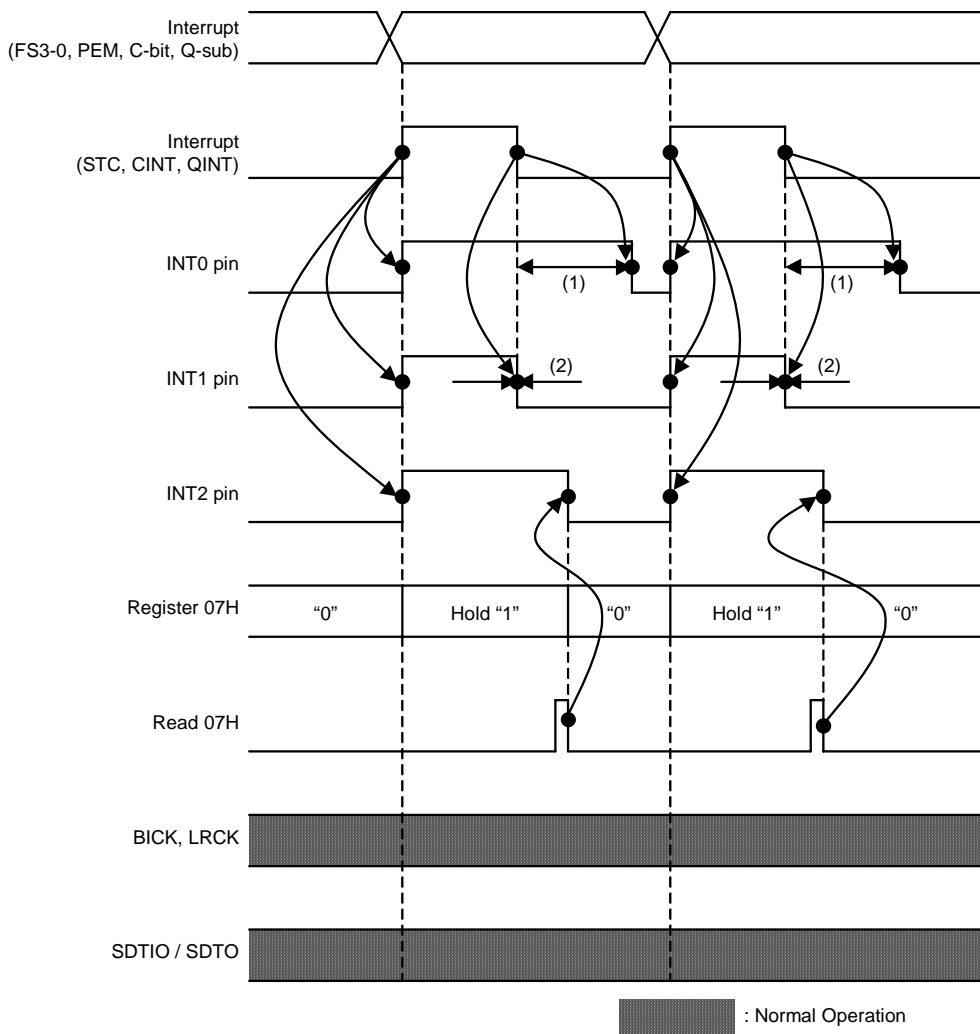 Interrupt
(FS3-0, PEM, C-bit, Q-sub)
Interrupt
(STC, CINT, QINT)
INT0 pin
(1)
(1)
INT1 pin
(2)
(2)
INT2 pin
Register 07H
“0”
Hold “1”
“0”
Hold “1”
“0”
Read 07H
BICK, LRCK
SDTIO / SDTO
: Normal Operation